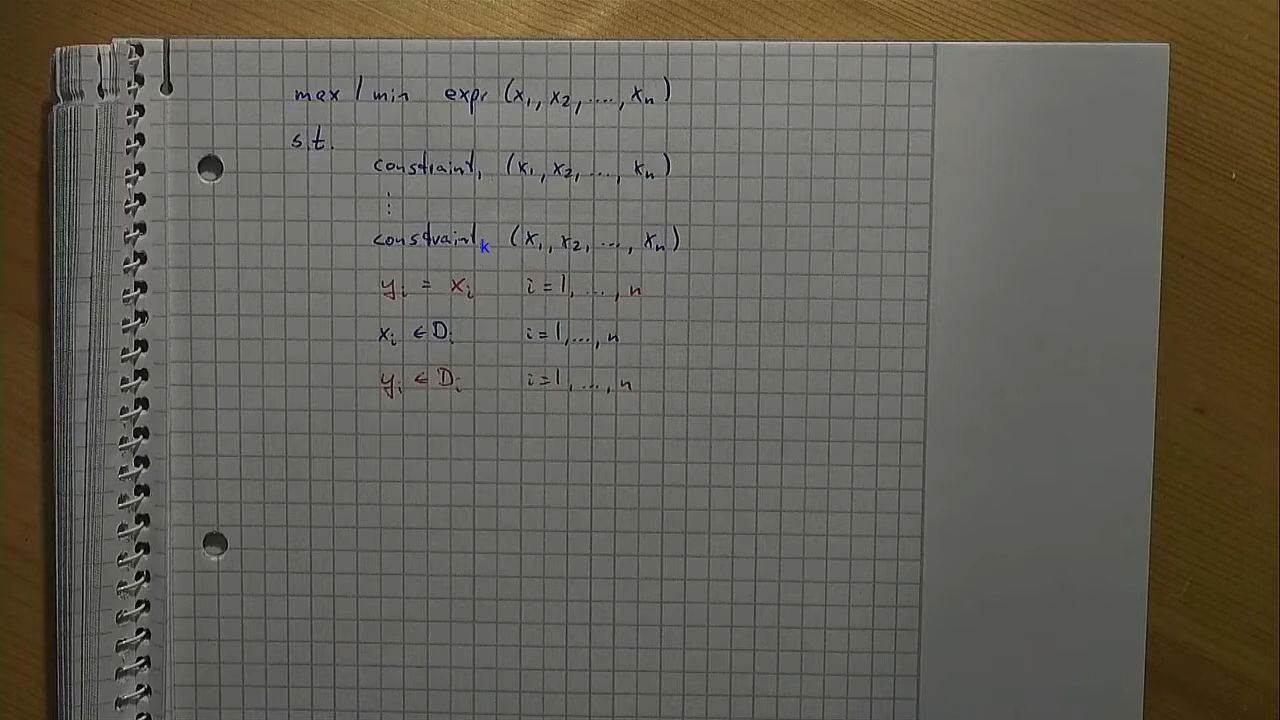 max / min expr (x₁, x₂, ...., xₙ)
s.t.
constraint₁ (x₁, x₂, ..., xₙ)
⋮
constraintₖ (x₁, x₂, ..., xₙ)
yᵢ = xᵢ i = 1, ..., n
xᵢ ∈ Dᵢ i = 1, ..., n
yᵢ ∈ Dᵢ i = 1, ..., n